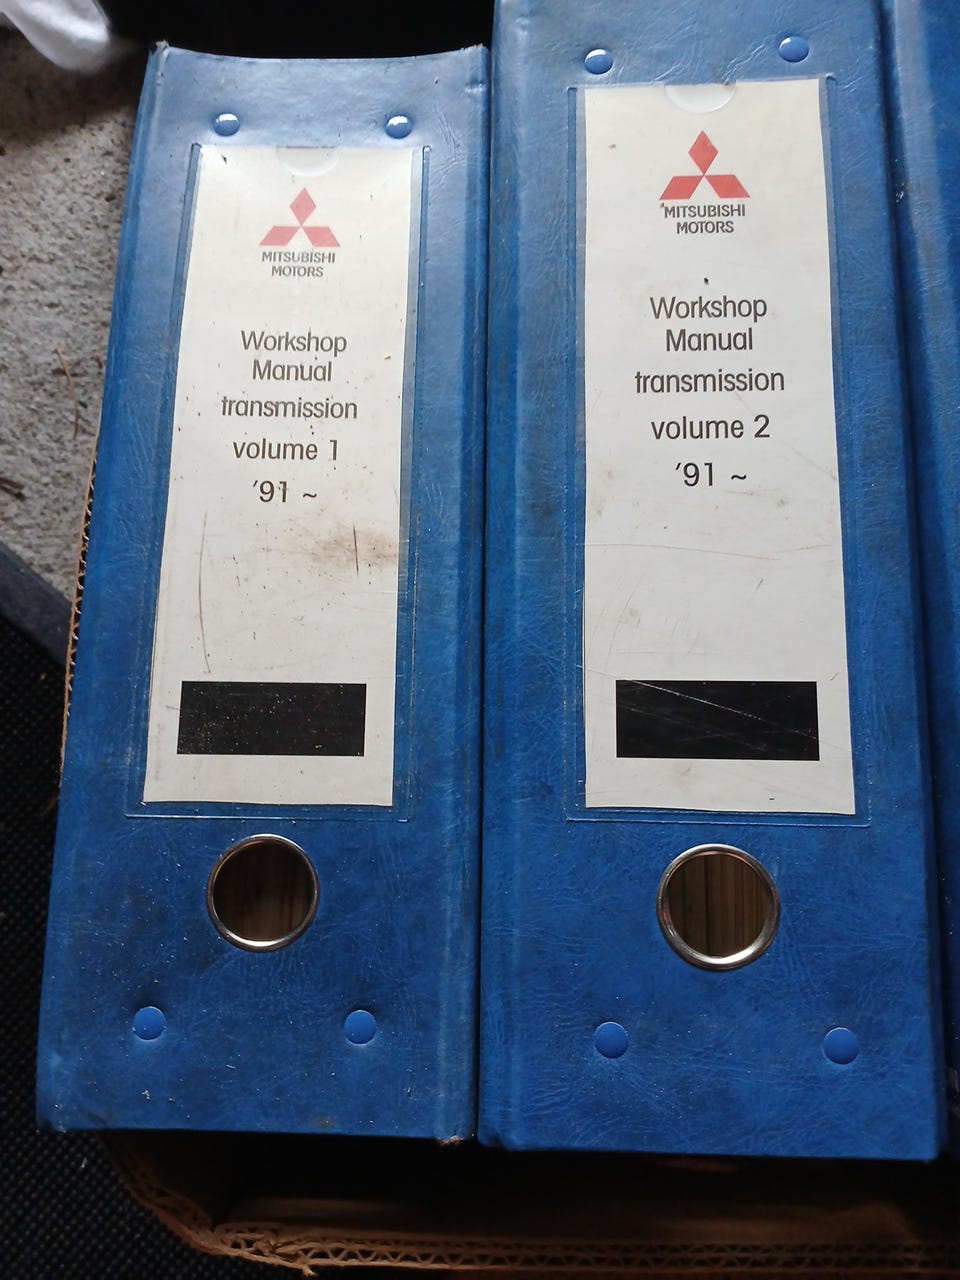 MITSUBISHI
MOTORS
Workshop
Manual
transmission
volume 1
'91 ~
MITSUBISHI
MOTORS
Workshop
Manual
transmission
volume 2
'91 ~